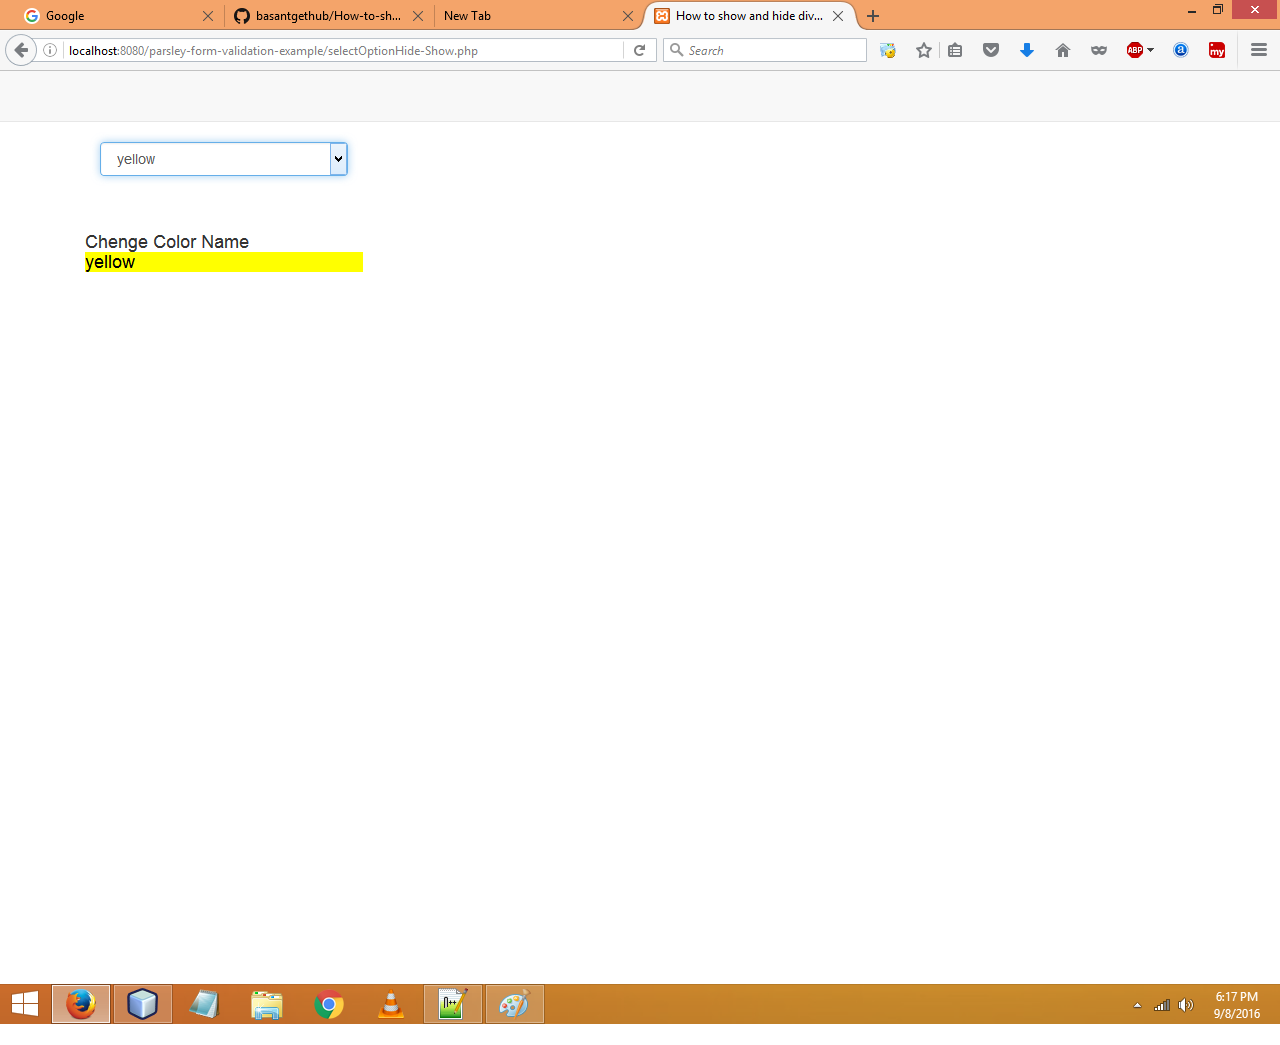 Google
basantgethub/How-to-sh...
New Tab
How to show and hide div...
localhost:8080/parsley-form-validation-example/selectOptionHide-Show.php
Search
ABP
a
my
yellow
Chenge Color Name
yellow
N++
6:17 PM
9/8/2016